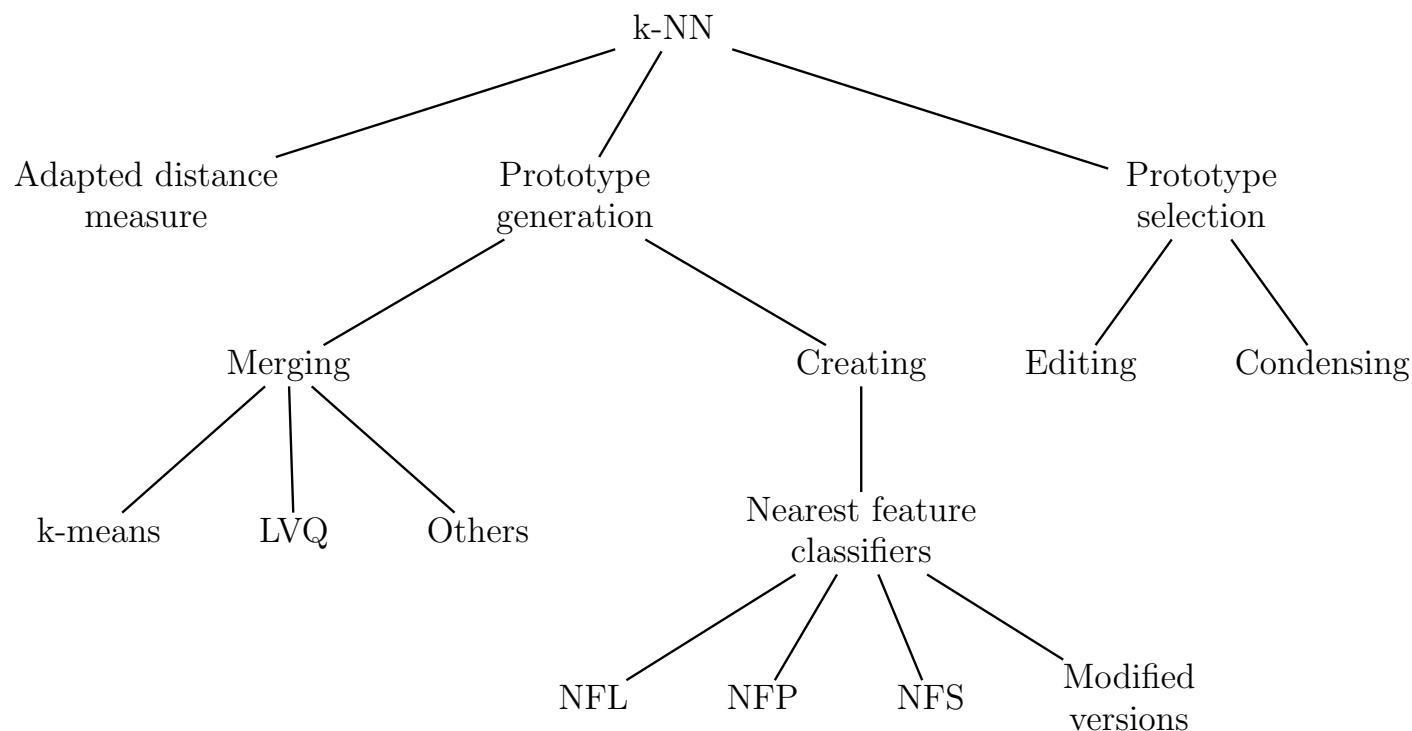 k-NN
Adapted distance
measure
Prototype
generation
Prototype
selection
Merging
Creating
Editing
Condensing
k-means
LVQ
Others
Nearest feature
classifiers
NFL
NFP
NFS
Modified
versions